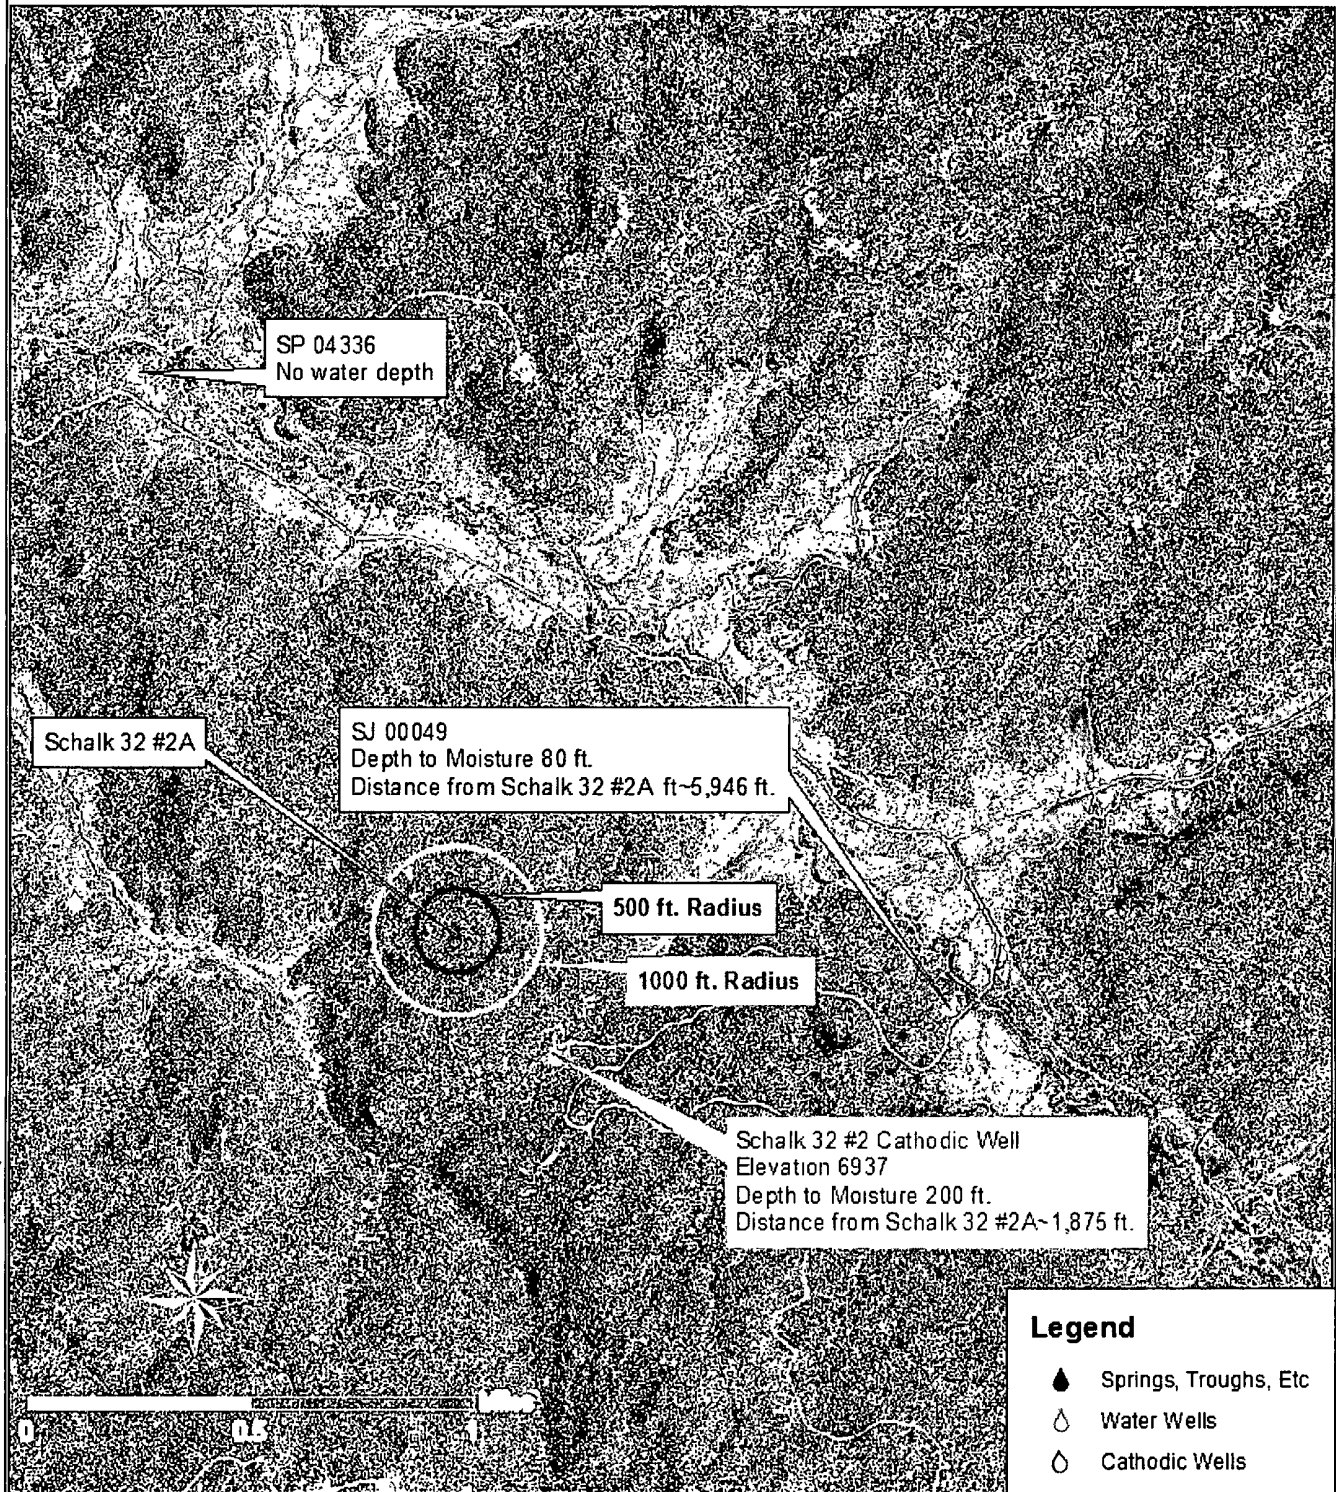 SP 04336
No water depth
Schalk 32 #2A
SJ 00049
Depth to Moisture 80 ft.
Distance from Schalk 32 #2A ft~5,946 ft.
500 ft. Radius
1000 ft. Radius
Schalk 32 #2 Cathodic Well
Elevation 6937
Depth to Moisture 200 ft.
Distance from Schalk 32 #2A~1,875 ft.
Miles
0 0.5 1
Legend
Springs, Troughs, Etc
Water Wells
Cathodic Wells